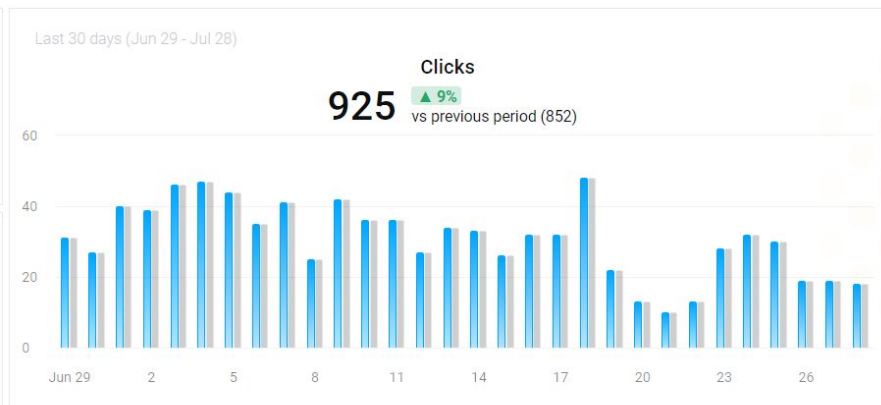 Last 30 days (Jun 29 - Jul 28)
Clicks
925 ▲ 9%
vs previous period (852)
60
40
20
0
Jun 29 2 5 8 11 14 17 20 23 26